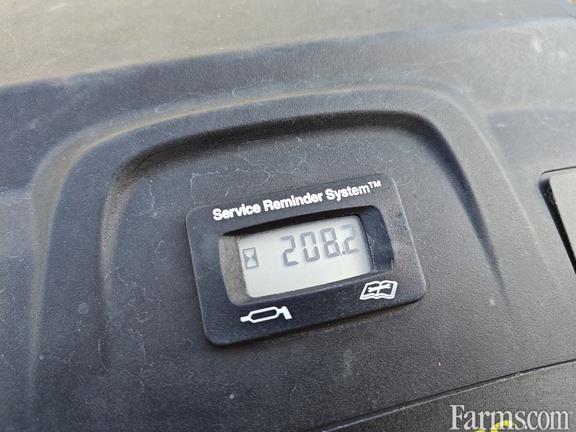 Service Reminder System™
208.2
Farms.com